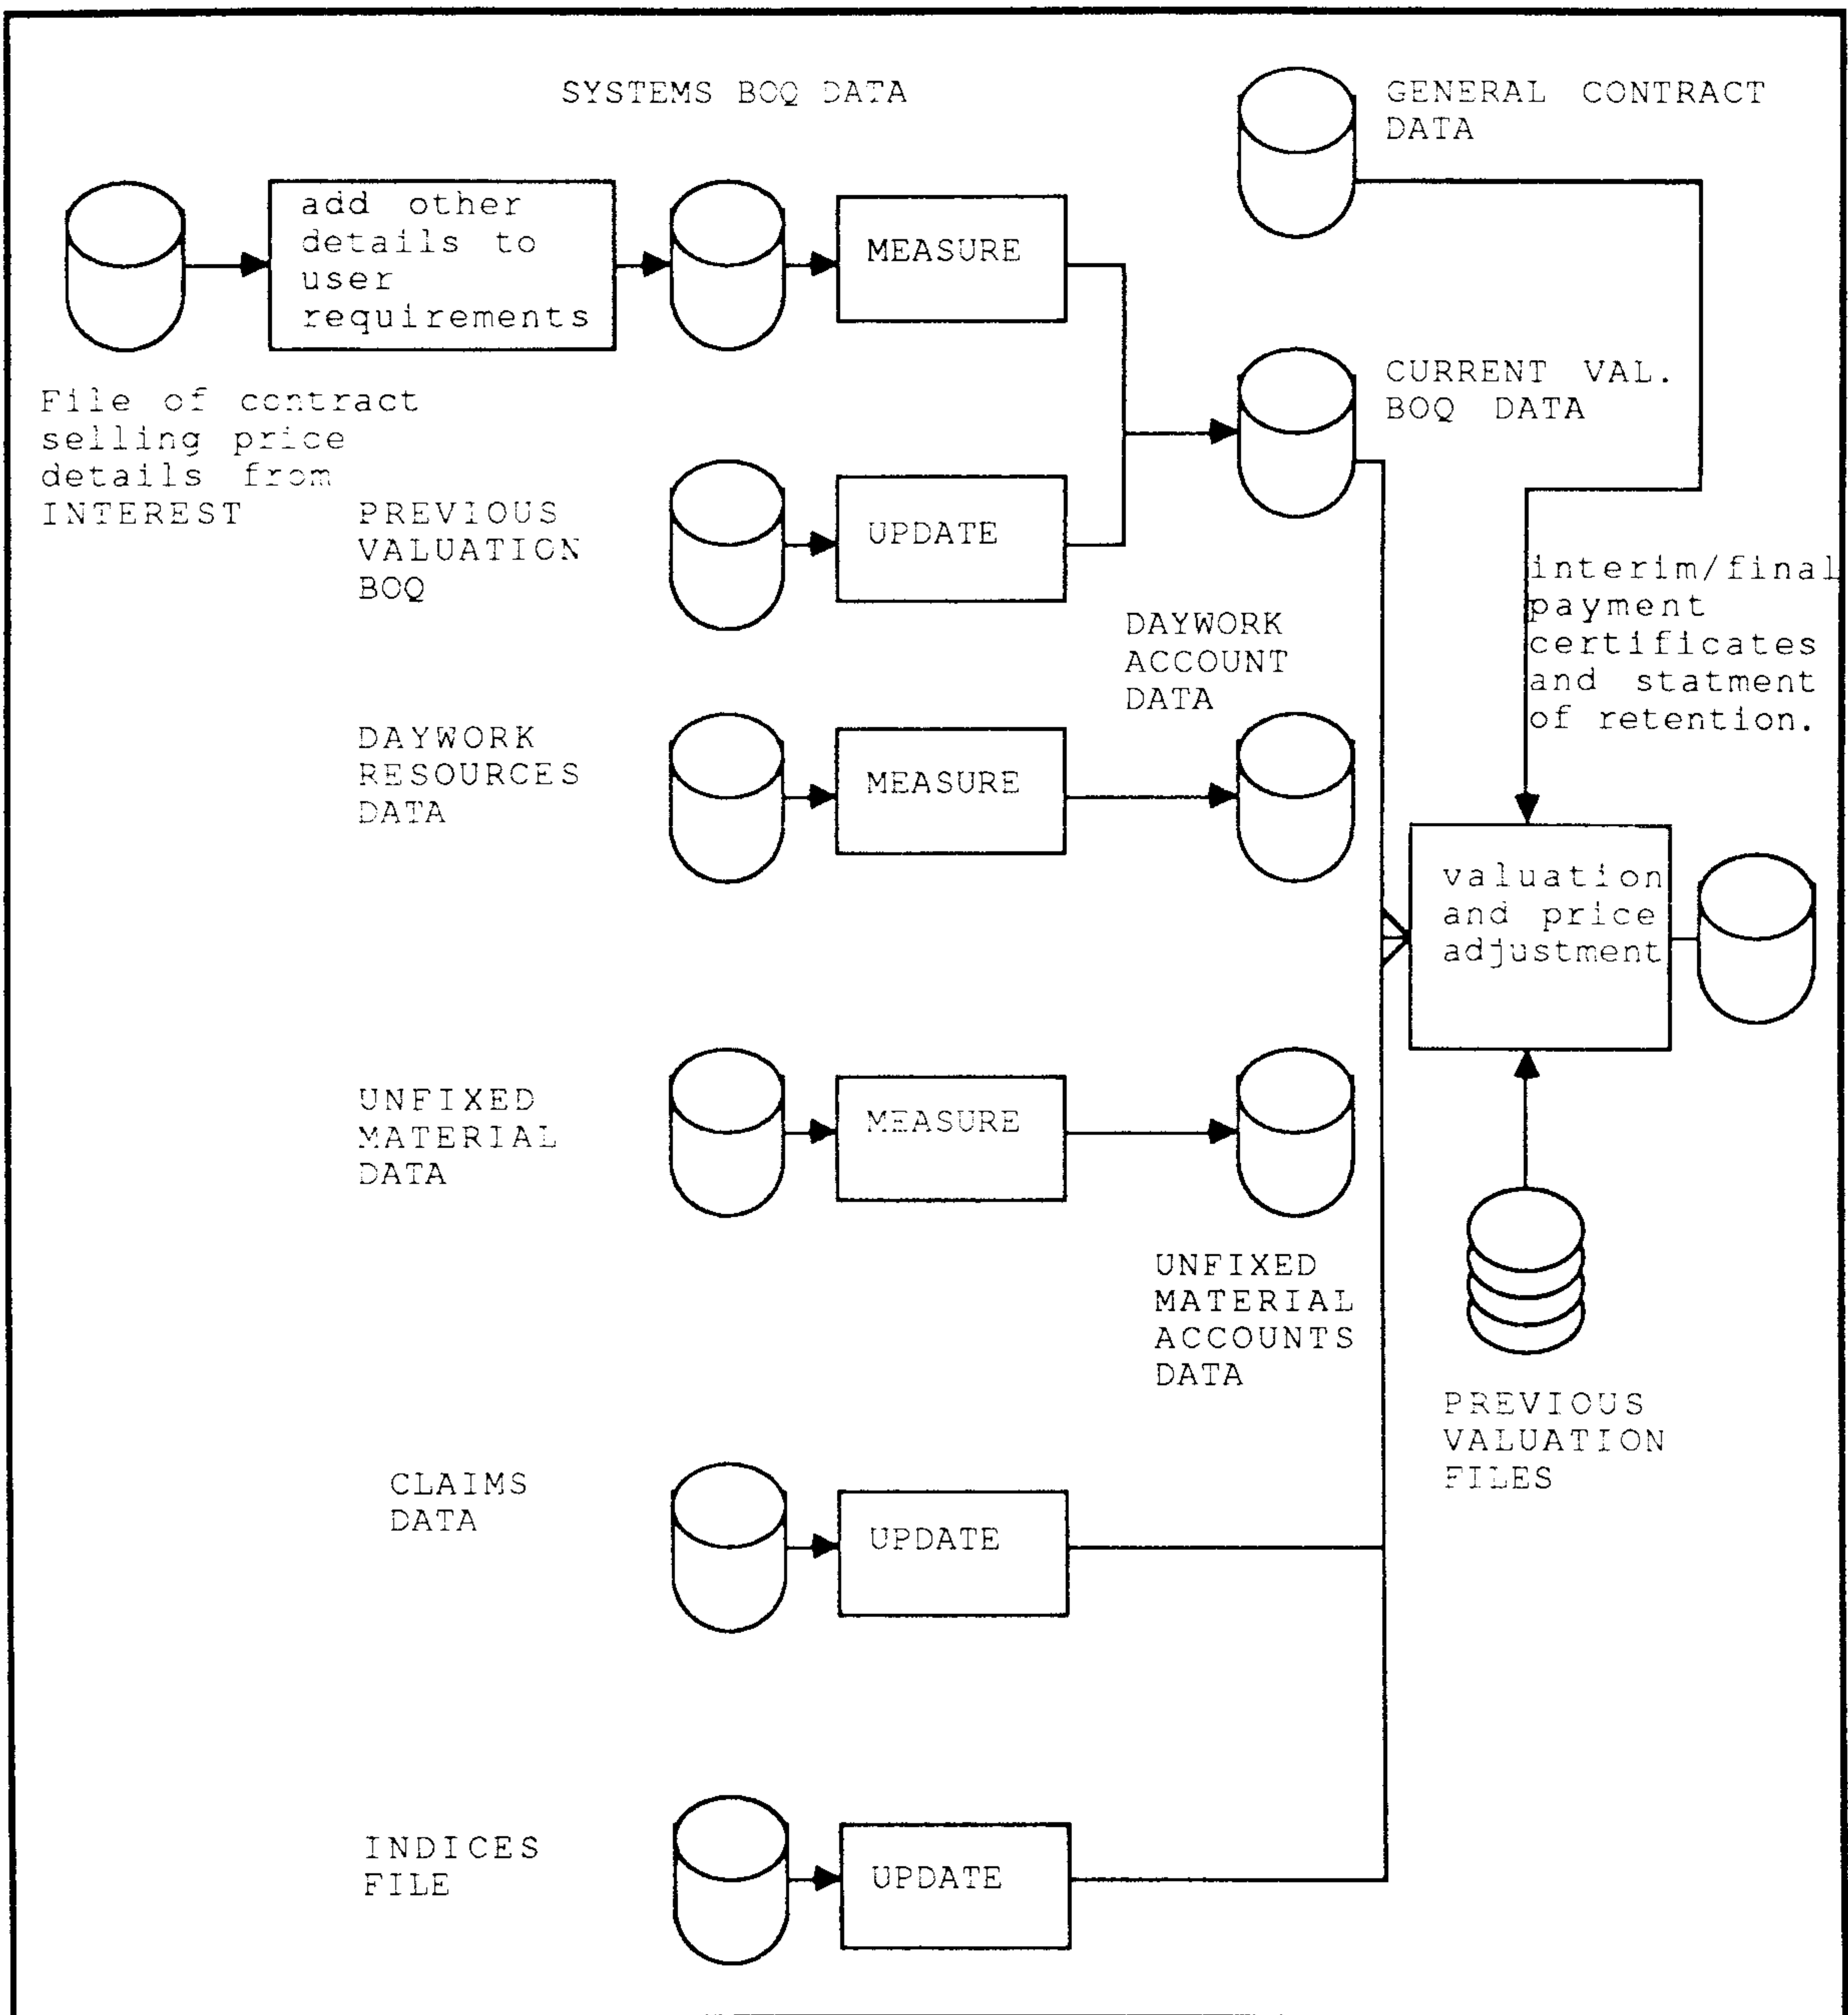 SYSTEMS BOQ DATA
GENERAL CONTRACT
DATA
add other
details to
user
requirements
MEASURE
File of contract
selling price
details from
INTEREST
CURRENT VAL.
BOQ DATA
PREVIOUS
VALUATION
BOQ
UPDATE
interim/final
payment
certificates
and statment
of retention.
DAYWORK
ACCOUNT
DATA
DAYWORK
RESOURCES
DATA
MEASURE
valuation
and price
adjustment
UNFIXED
MATERIAL
DATA
MEASURE
UNFIXED
MATERIAL
ACCOUNTS
DATA
PREVIOUS
VALUATION
FILES
CLAIMS
DATA
UPDATE
INDICES
FILE
UPDATE